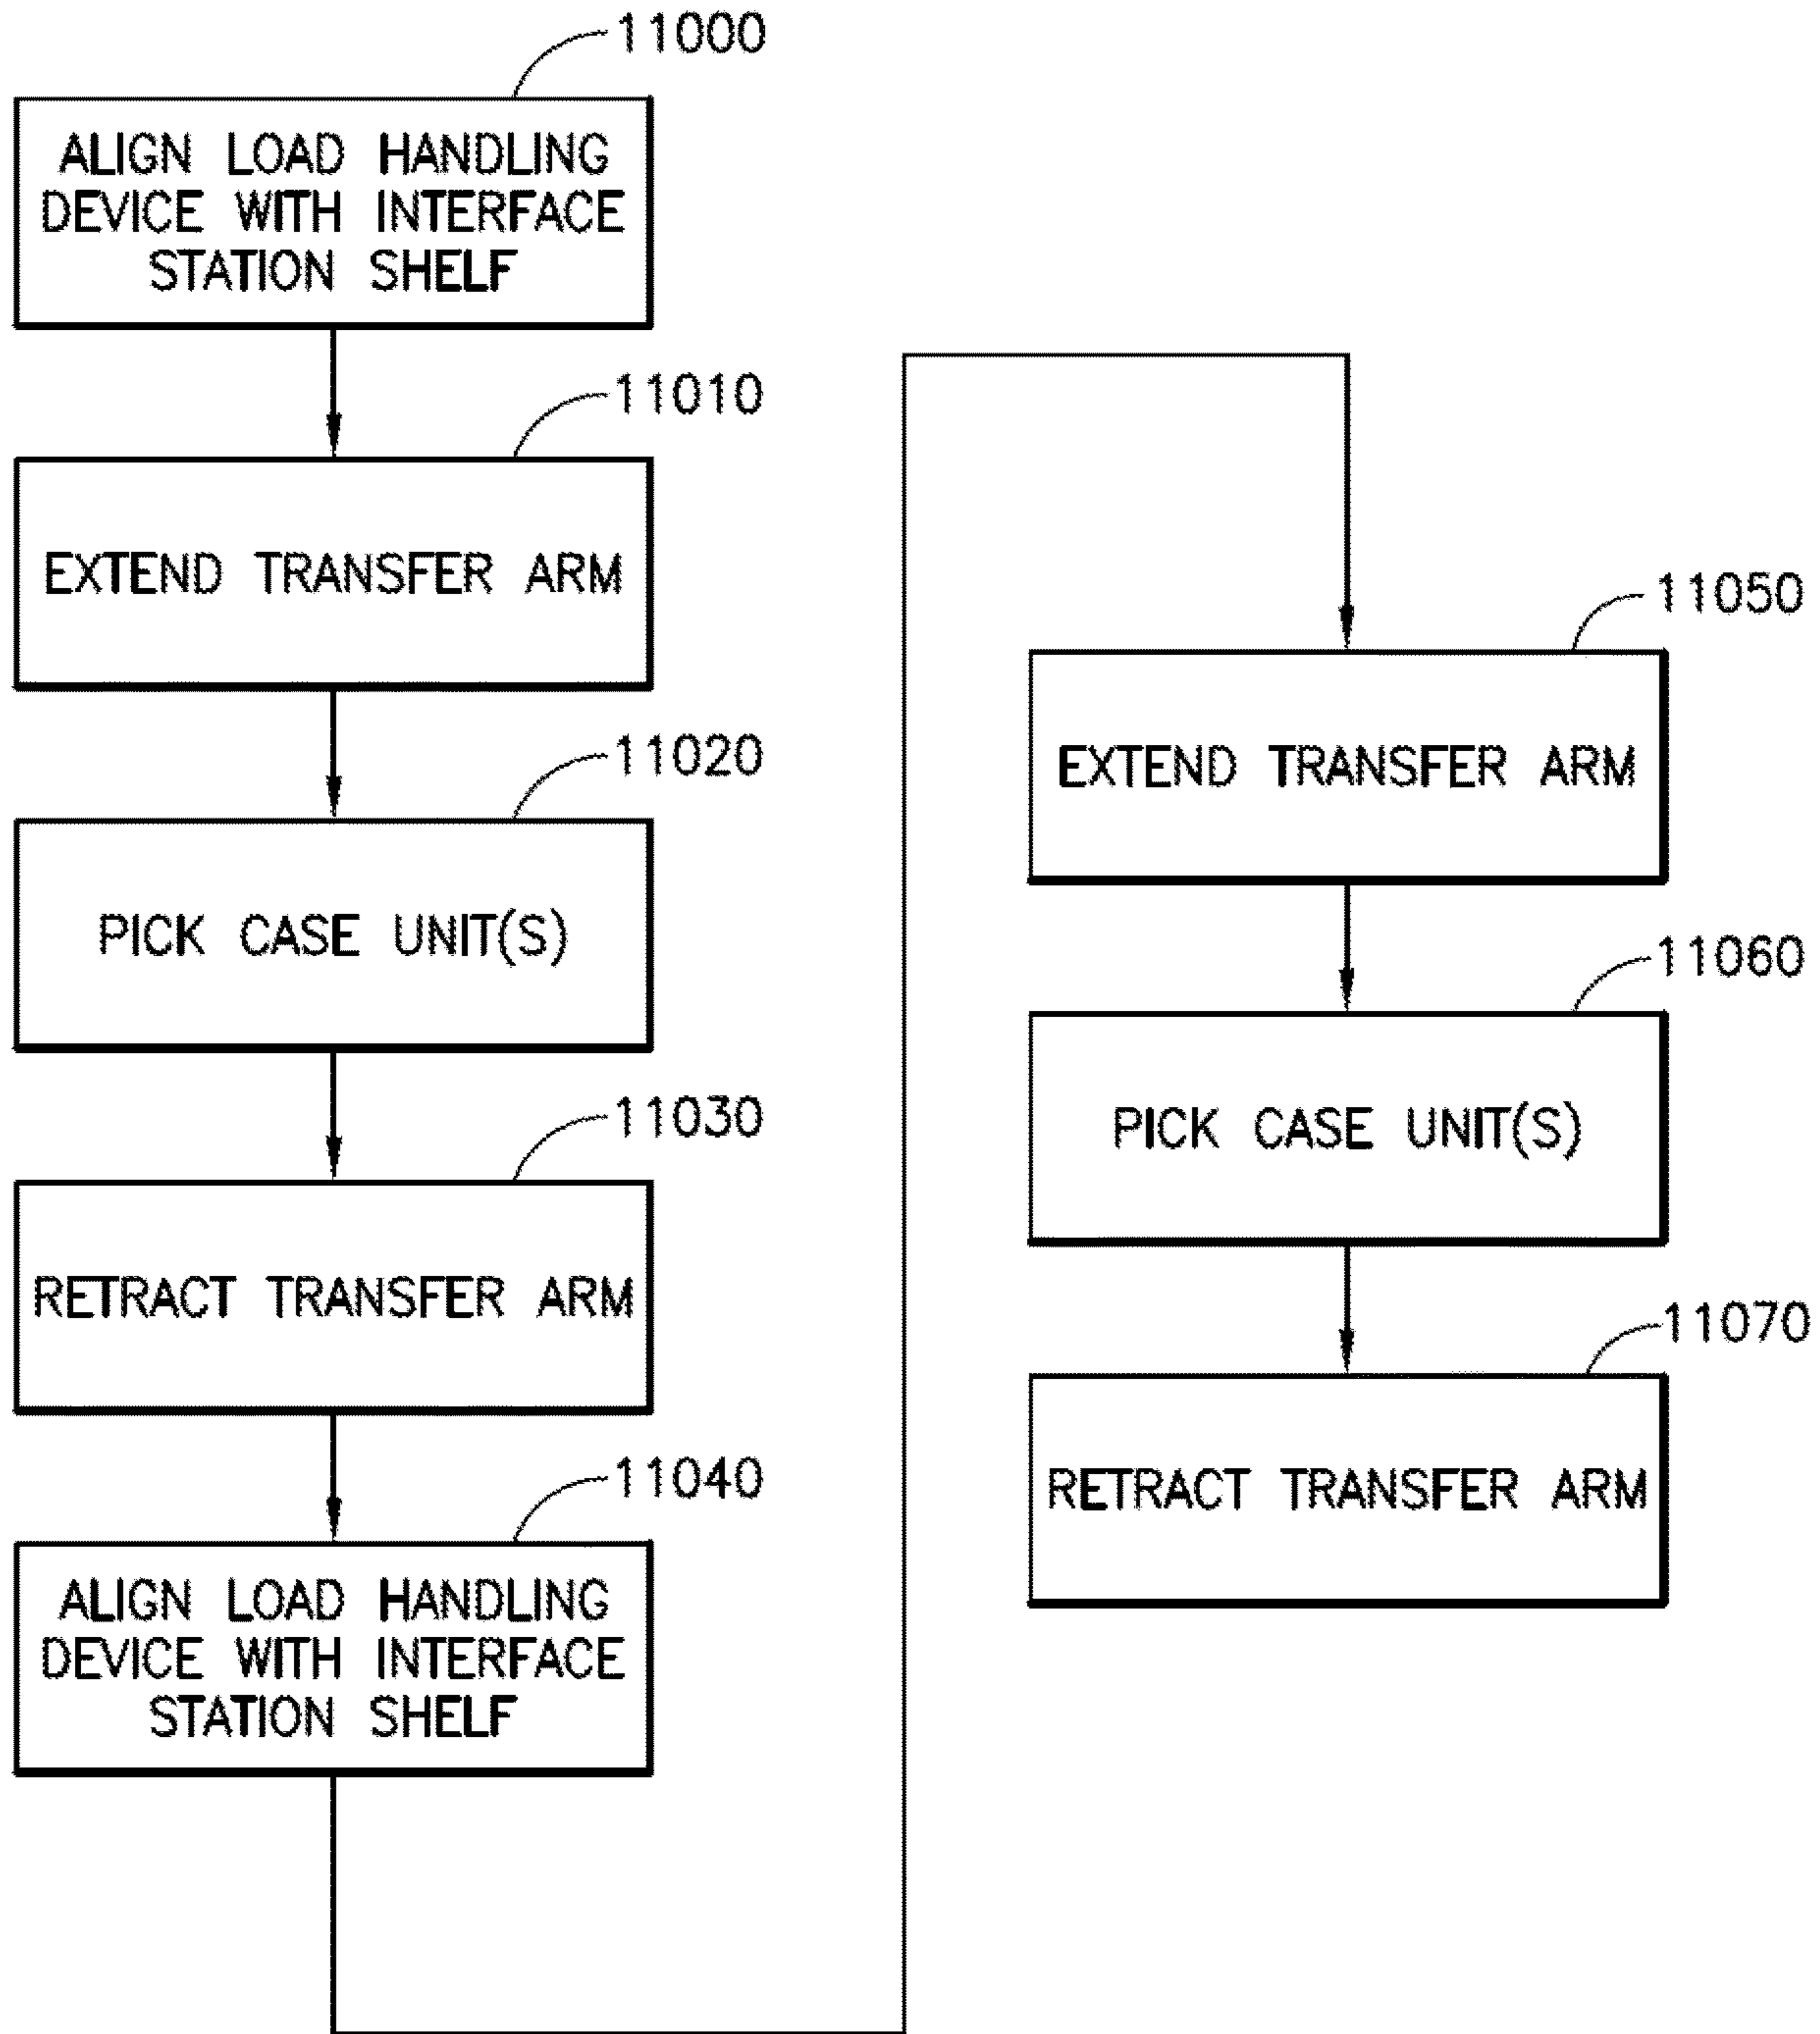 11000
ALIGN LOAD HANDLING
DEVICE WITH INTERFACE
STATION SHELF
11010
EXTEND TRANSFER ARM
11020
PICK CASE UNIT(S)
11030
RETRACT TRANSFER ARM
11040
ALIGN LOAD HANDLING
DEVICE WITH INTERFACE
STATION SHELF
11050
EXTEND TRANSFER ARM
11060
PICK CASE UNIT(S)
11070
RETRACT TRANSFER ARM